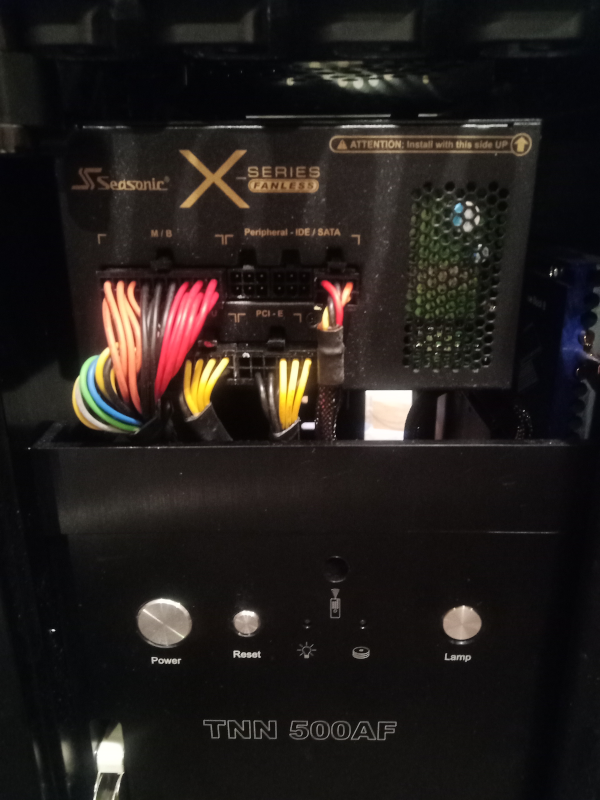 ATTENTION: Install with this side UP
Seasonic®
X-SERIES
FANLESS
M/B
Peripheral - IDE / SATA
PCI - E
Power
Reset
Lamp
TNN 500AF